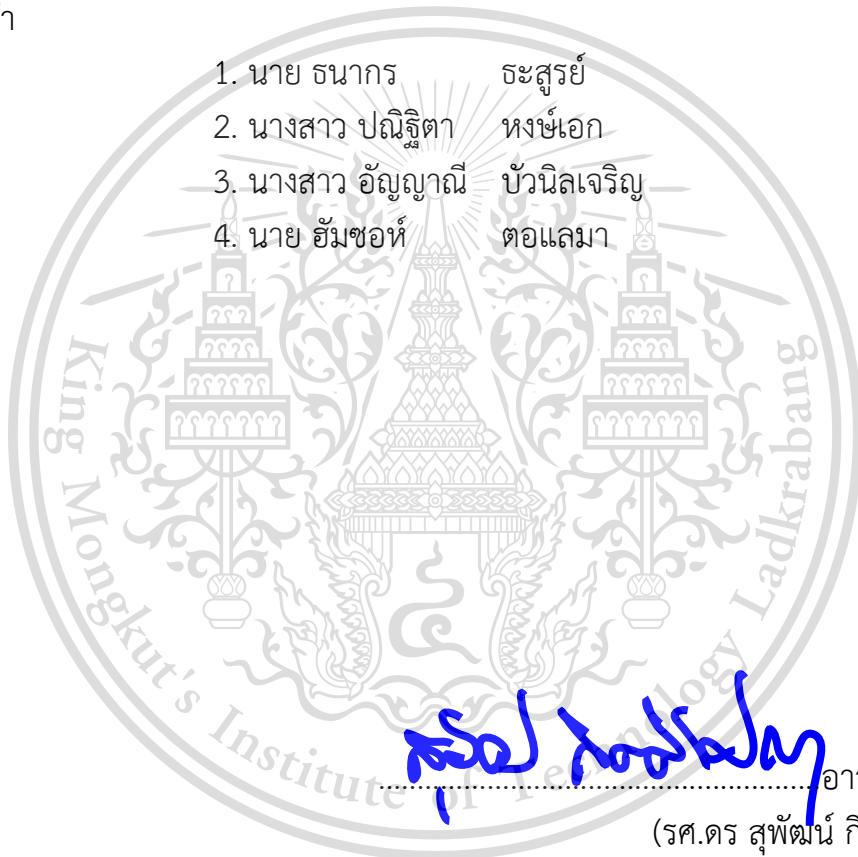 1. นาย ธนากร ธะสูรย์
2. นางสาว ปณิฐิตา หงษ์เอก
3. นางสาว อัญญาณี บัวนิลเจริญ
4. นาย ฮัมซอห์ ตอแลมา
King Mongkut's Institute of Technology Ladkrabang
(รศ.ดร สุพัฒน์